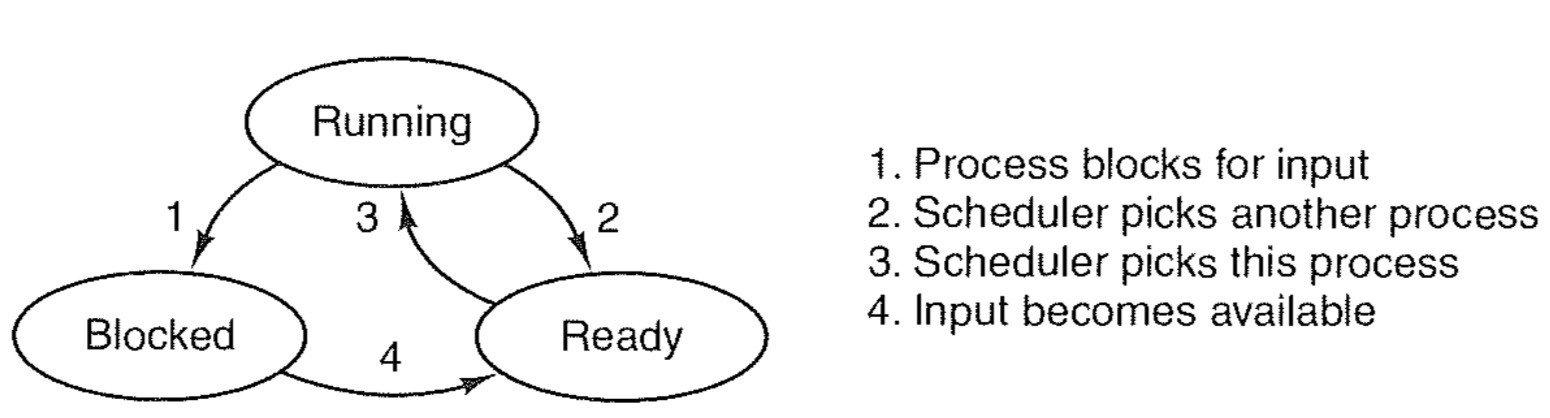 Running
1
3
2
Blocked
4
Ready
1. Process blocks for input
2. Scheduler picks another process
3. Scheduler picks this process
4. Input becomes available